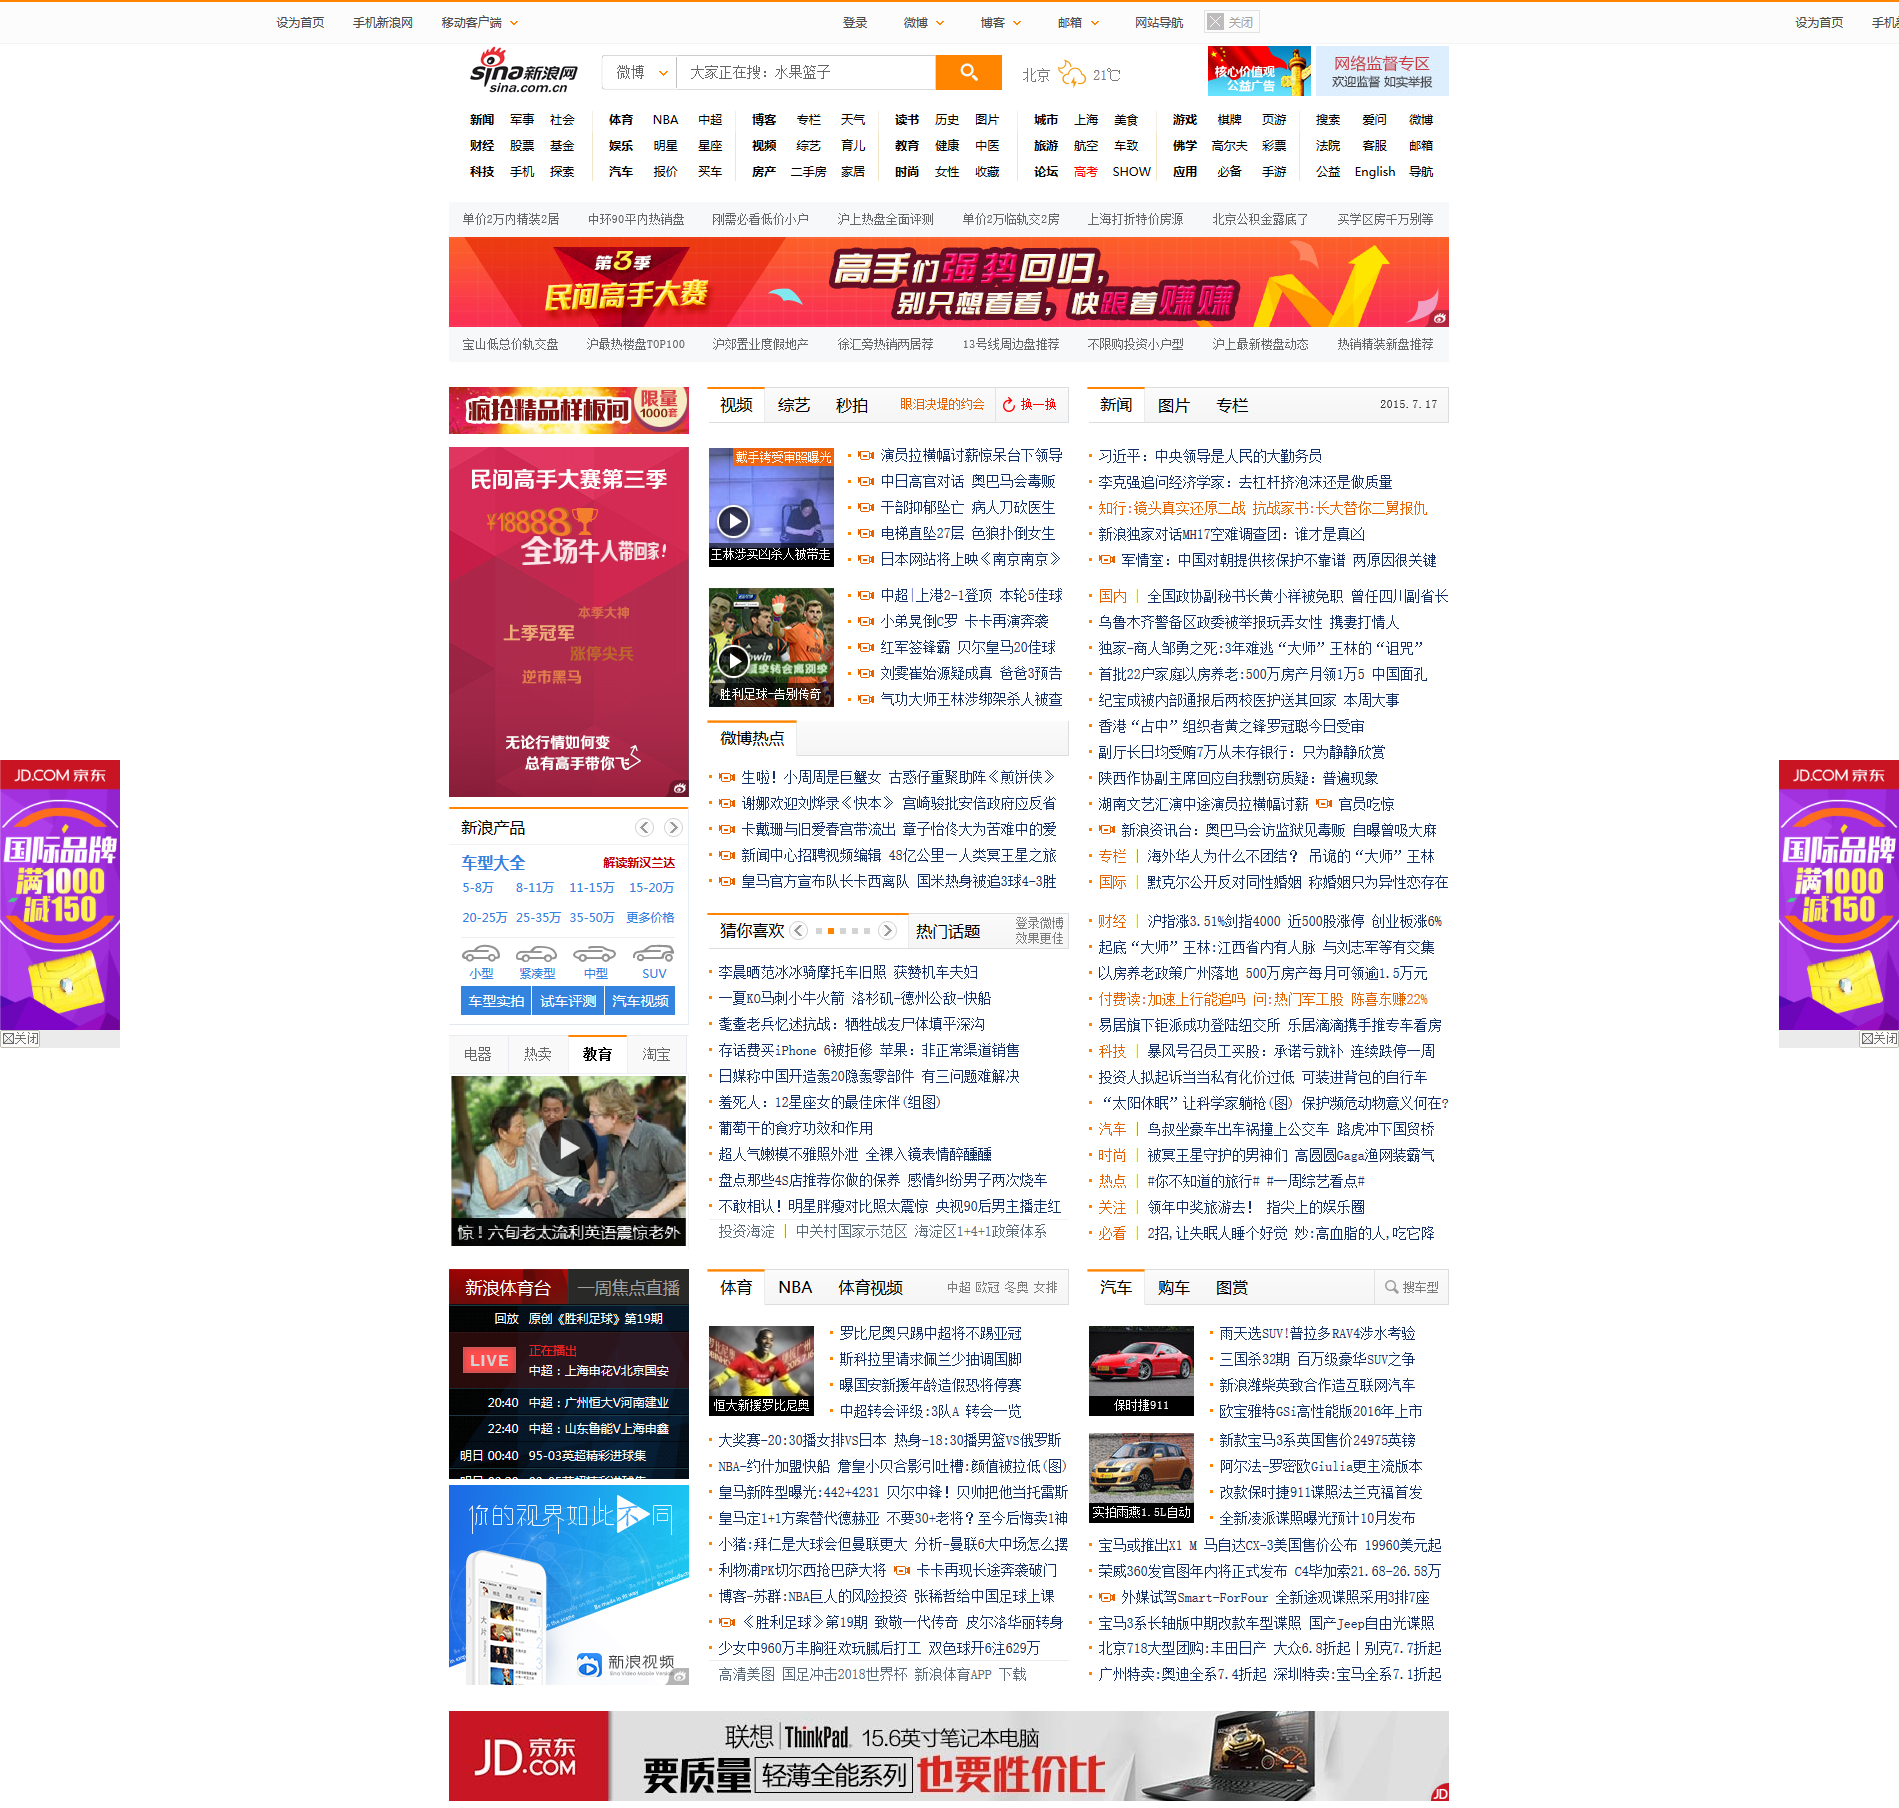 设为首页 手机新浪网 移动客户端 登录 微博 博客 邮箱 网站导航 关闭 设为首页
sina新浪网
sina.com.cn
微博 大家正在搜：水果篮子
北京 21℃
核心价值观
公益广告
网络监督专区
欢迎监督 如实举报
新闻 军事 社会 体育 NBA 中超 博客 专栏 天气 读书 历史 图片 城市 上海 美食 游戏 棋牌 页游 搜索 爱问 微博
财经 股票 基金 娱乐 明星 星座 视频 综艺 育儿 教育 健康 中医 旅游 航空 车致 佛学 高尔夫 彩票 法院 客服 邮箱
科技 手机 探索 汽车 报价 买车 房产 二手房 家居 时尚 女性 收藏 论坛 高考 SHOW 应用 必备 手游 公益 English 导航
单价2万内精装2居 中环90平内热销盘 刚需必看低价小户 沪上热盘全面评测 单价2万临轨交2房 上海打折特价房源 北京公积金露底了 买学区房千万别等
第3季
民间高手大赛
高手们强势回归，
别只想看看，快跟着赚赚
宝山低总价轨交盘 沪最热楼盘TOP100 沪郊置业度假地产 徐汇旁热销两居荐 13号线周边盘推荐 不限购投资小户型 沪上最新楼盘动态 热销精装新盘推荐
疯抢精品样板间 限量
1000套
民间高手大赛第三季
¥18888
全场牛人带回家！
本季大神
上季冠军
涨停尖兵
逆市黑马
无论行情如何变
总有高手带你飞
新浪产品
车型大全 解读新汉兰达
5-8万 8-11万 11-15万 15-20万
20-25万 25-35万 35-50万 更多价格
小型 紧凑型 中型 SUV
车型实拍 试车评测 汽车视频
电器 热卖 教育 淘宝
惊！六旬老太流利英语震惊老外
新浪体育台 一周焦点直播
回放 原创《胜利足球》第19期
LIVE 正在播出
中超：上海申花V北京国安
20:40 中超：广州恒大V河南建业
22:40 中超：山东鲁能V上海申鑫
明日 00:40 95-03英超精彩进球集
你的视界如此不同
新浪视频
视频 综艺 秒拍 眼泪决堤的约会 换一换
戴手铐受审照曝光
王林涉买凶杀人被带走
演员拉横幅讨薪惊呆台下领导
中日高官对话 奥巴马会毒贩
干部抑郁坠亡 病人刀砍医生
电梯直坠27层 色狼扑倒女生
日本网站将上映《南京南京》
胜利足球-告别传奇
中超|上港2-1登顶 本轮5佳球
小弟晃倒C罗 卡卡再演奔袭
红军签锋霸 贝尔皇马20佳球
刘雯崔始源疑成真 爸爸3预告
气功大师王林涉绑架杀人被查
微博热点
生啦！小周周是巨蟹女 古惑仔重聚助阵《煎饼侠》
谢娜欢迎刘烨录《快本》 宫崎骏批安倍政府应反省
卡戴珊与旧爱春宫带流出 章子怡佟大为苦难中的爱
新闻中心招聘视频编辑 48亿公里一人类冥王星之旅
皇马官方宣布队长卡西离队 国米热身被追3球4-3胜
猜你喜欢 热门话题 登录微博
效果更佳
李晨晒范冰冰骑摩托车旧照 获赞机车夫妇
一夏KO马刺小牛火箭 洛杉矶-德州公敌-快船
耄耋老兵忆述抗战：牺牲战友尸体填平深沟
存话费买iPhone 6被拒修 苹果：非正常渠道销售
日媒称中国开造轰20隐轰零部件 有三问题难解决
羞死人：12星座女的最佳床伴(组图)
葡萄干的食疗功效和作用
超人气嫩模不雅照外泄 全裸入镜表情醉醺醺
盘点那些4S店推荐你做的保养 感情纠纷男子两次烧车
不敢相认！明星胖瘦对比照太震惊 央视90后男主播走红
投资海淀 | 中关村国家示范区 海淀区1+4+1政策体系
体育 NBA 体育视频 中超 欧冠 冬奥 女排
恒大新援罗比尼奥
罗比尼奥只踢中超将不踢亚冠
斯科拉里请求佩兰少抽调国脚
曝国安新援年龄造假恐将停赛
中超转会评级：3队A 转会一览
大奖赛-20:30播女排VS日本 热身-18:30播男篮VS俄罗斯
NBA-约什加盟快船 詹皇小贝合影引吐槽:颜值被拉低(图)
皇马新阵型曝光:442+4231 贝尔中锋！贝帅把他当托雷斯
皇马定1+1方案替代德赫亚 不要30+老将？至今后悔卖1神
小猪:拜仁是大球会但曼联更大 分析-曼联6大中场怎么摆
利物浦PK切尔西抢巴萨大将 卡卡再现长途奔袭破门
博客-苏群:NBA巨人的风险投资 张稀哲给中国足球上课
《胜利足球》第19期 致敬一代传奇 皮尔洛华丽转身
少女中960万丰胸狂欢玩腻后打工 双色球开6注629万
高清美图 国足冲击2018世界杯 新浪体育APP 下载
新闻 图片 专栏 2015.7.17
习近平：中央领导是人民的大勤务员
李克强追问经济学家：去杠杆挤泡沫还是做质量
知行:镜头真实还原二战 抗战家书:长大替你二舅报仇
新浪独家对话MH17空难调查团：谁才是真凶
军情室：中国对朝提供核保护不靠谱 两原因很关键
国内 | 全国政协副秘书长黄小祥被免职 曾任四川副省长
乌鲁木齐警备区政委被举报玩弄女性 携妻打情人
独家-商人邹勇之死:3年难逃“大师”王林的“诅咒”
首批22户家庭以房养老:500万房产月领1万5 中国面孔
纪宝成被内部通报后两校医护送其回家 本周大事
香港“占中”组织者黄之锋罗冠聪今日受审
副厅长日均受贿7万从未存银行：只为静静欣赏
陕西作协副主席回应自我剽窃质疑：普遍现象
湖南文艺汇演中途演员拉横幅讨薪 官员吃惊
新浪资讯台：奥巴马会访监狱见毒贩 自曝曾吸大麻
专栏 | 海外华人为什么不团结？ 吊诡的“大师”王林
国际 | 默克尔公开反对同性婚姻 称婚姻只为异性恋存在
财经 | 沪指涨3.51%剑指4000 近500股涨停 创业板涨6%
起底“大师”王林:江西省内有人脉 与刘志军等有交集
以房养老政策广州落地 500万房产每月可领逾1.5万元
付费读:加速上行能追吗 问:热门军工股 陈喜东赚22%
易居旗下钜派成功登陆纽交所 乐居滴滴携手推专车看房
科技 | 暴风号召员工买股：承诺亏就补 连续跌停一周
投资人拟起诉当当私有化价过低 可装进背包的自行车
“太阳休眠”让科学家躺枪(图) 保护濒危动物意义何在?
汽车 | 鸟叔坐豪车出车祸撞上公交车 路虎冲下国贸桥
时尚 | 被冥王星守护的男神们 高圆圆Gaga渔网装霸气
热点 | #你不知道的旅行# #一周综艺看点#
关注 | 领年中奖旅游去！ 指尖上的娱乐圈
必看 | 2招,让失眠人睡个好觉 妙:高血脂的人,吃它降
汽车 购车 图赏 搜车型
保时捷911
雨天选SUV!普拉多RAV4涉水考验
三国杀32期 百万级豪华SUV之争
新浪潍柴英致合作造互联网汽车
欧宝雅特GSi高性能版2016年上市
实拍雨燕1.5L自动
新款宝马3系英国售价24975英镑
阿尔法-罗密欧Giulia更主流版本
改款保时捷911谍照法兰克福首发
全新凌派谍照曝光预计10月发布
宝马或推出X1 M 马自达CX-3美国售价公布 19960美元起
荣威360发官图年内将正式发布 C4毕加索21.68-26.58万
外媒试驾Smart-ForFour 全新途观谍照采用3排7座
宝马3系长轴版中期改款车型谍照 国产Jeep自由光谍照
北京718大型团购:丰田日产 大众6.8折起 | 别克7.7折起
广州特卖:奥迪全系7.4折起 深圳特卖:宝马全系7.1折起
JD.COM 京东
国际品牌
满1000
减150
关闭
JD.COM 京东
国际品牌
满1000
减150
关闭
JD京东
.COM
联想 ThinkPad 15.6英寸笔记本电脑
要质量 轻薄全能系列 也要性价比
JD